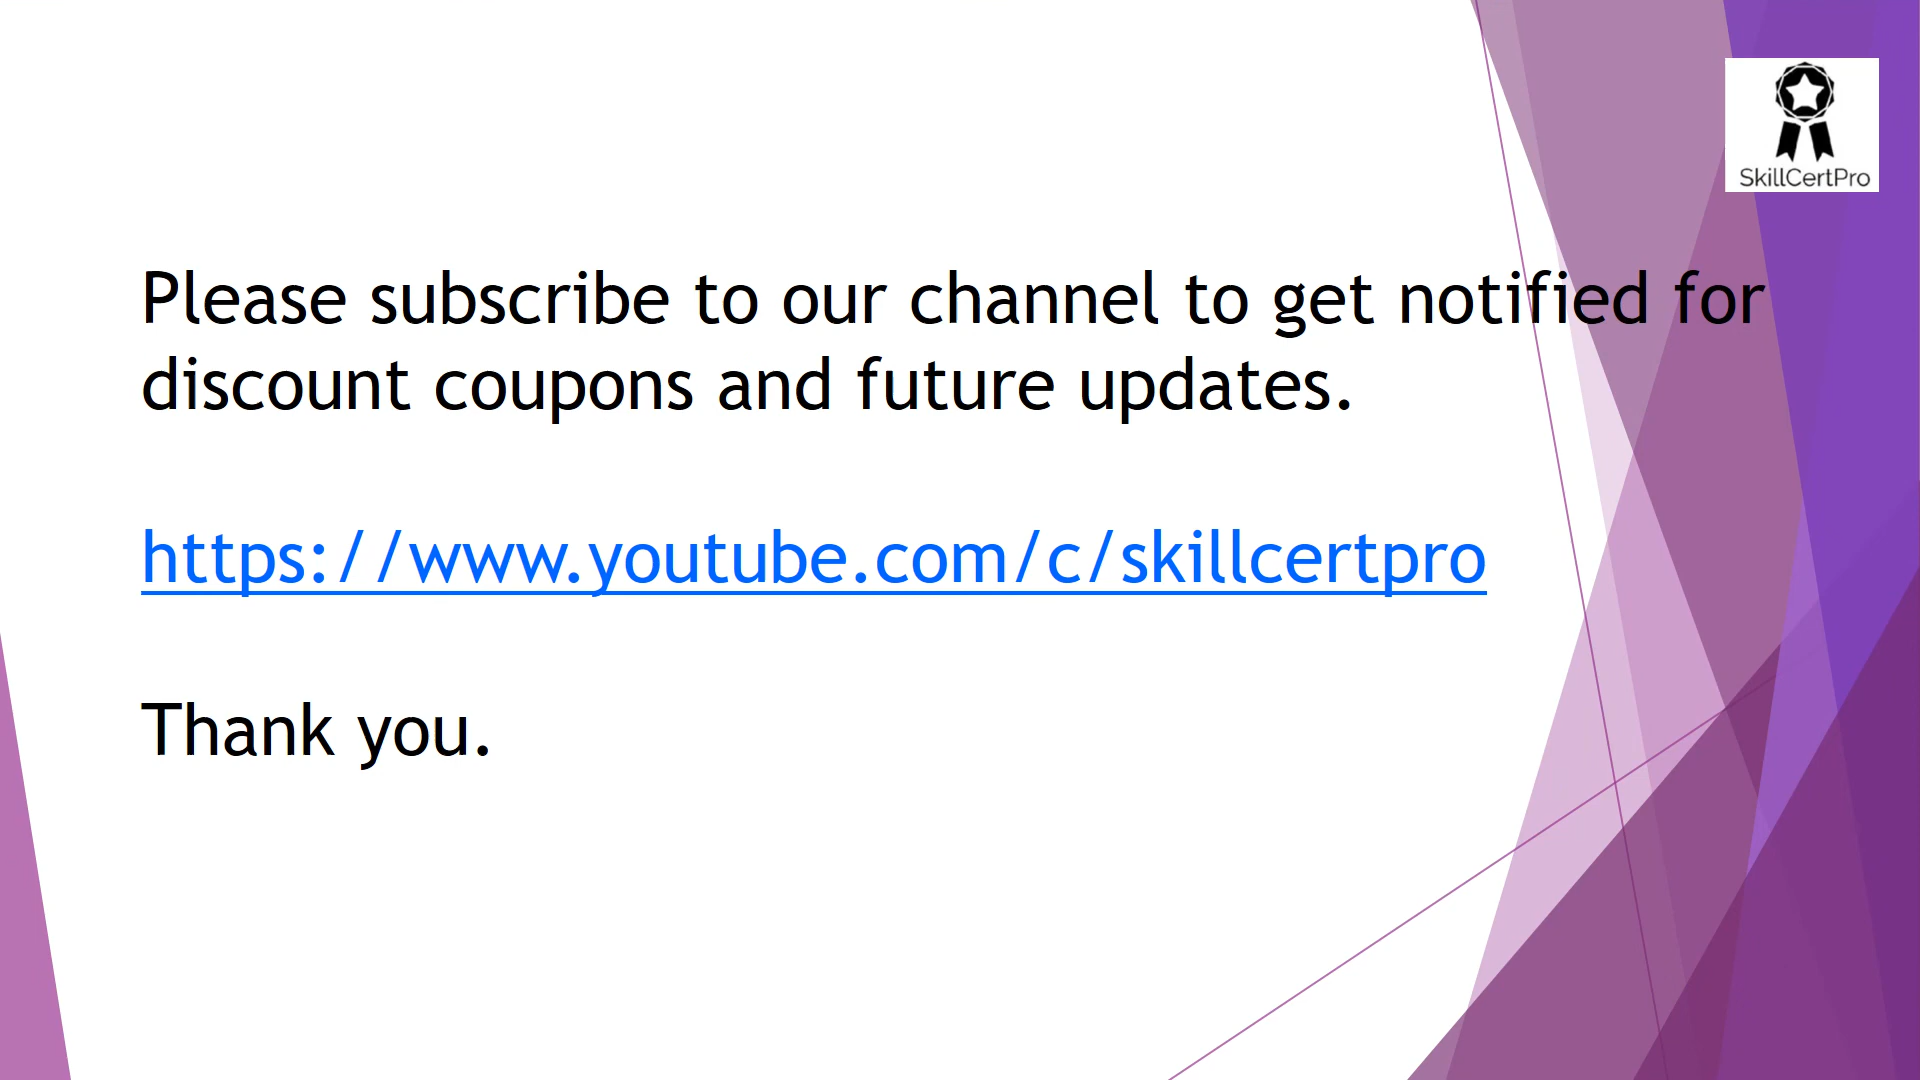 SkillCertPro
Please subscribe to our channel to get notified for
discount coupons and future updates.
https://www.youtube.com/c/skillcertpro
Thank you.